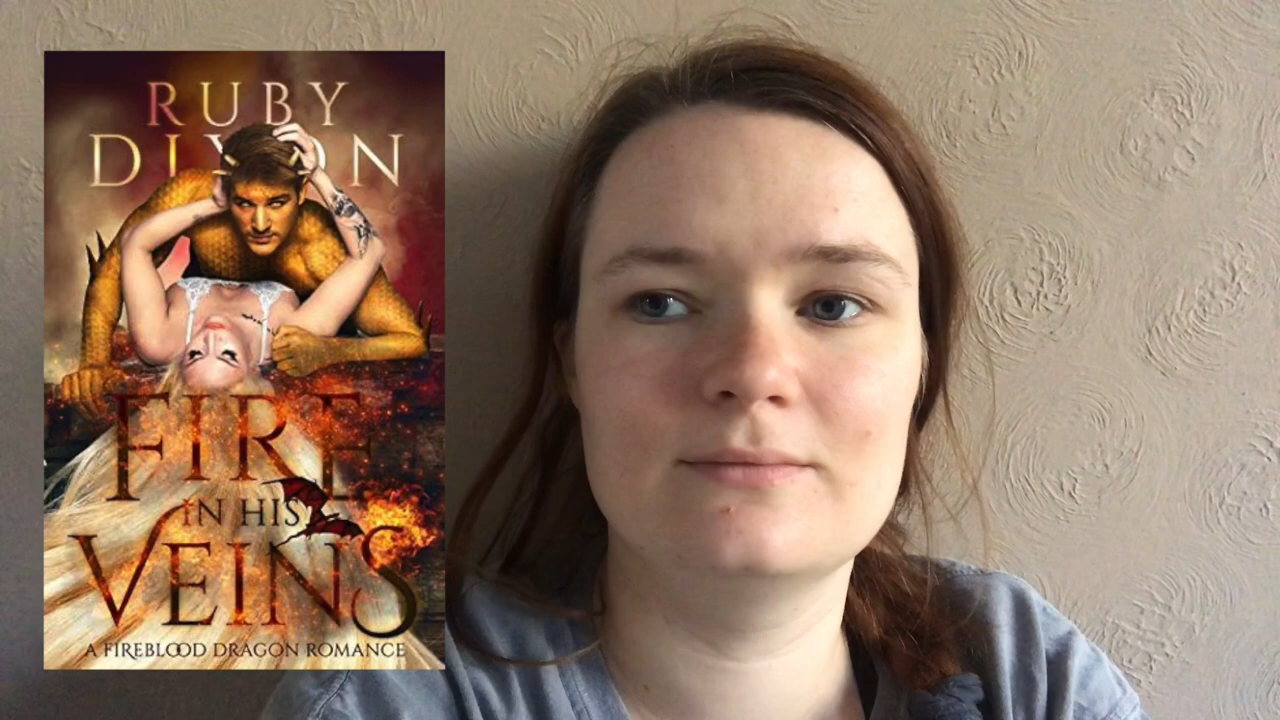 RUBY
DIXON
FIRE
IN HIS
VEINS
A FIREBLOOD DRAGON ROMANCE